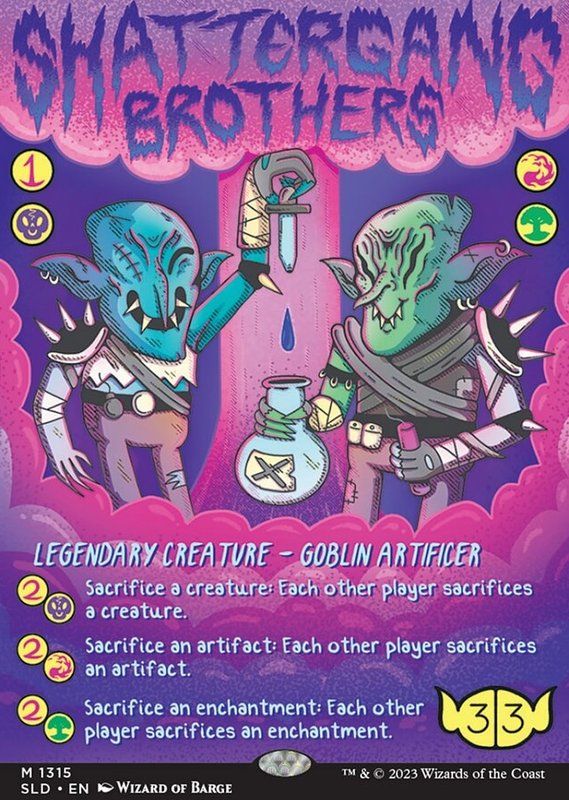 SHATTERGANG
BROTHERS
1
LEGENDARY CREATURE – GOBLIN ARTIFICER
2 Sacrifice a creature: Each other player sacrifices
a creature.
2 Sacrifice an artifact: Each other player sacrifices
an artifact.
2 Sacrifice an enchantment: Each other
player sacrifices an enchantment.
3 3
M 1315
SLD • EN WIZARD OF BARGE
™ & © 2023 Wizards of the Coast